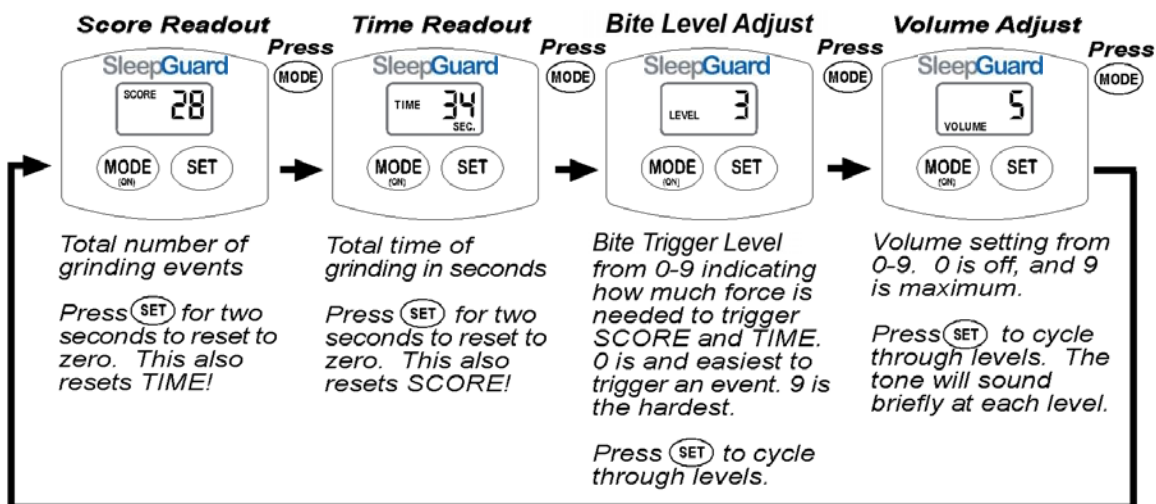 Score Readout
Press
MODE
SleepGuard
SCORE 28
MODE
(ON)
SET
Total number of
grinding events
Press SET for two
seconds to reset to
zero. This also
resets TIME!
Time Readout
Press
MODE
SleepGuard
TIME 34
SEC.
MODE
(ON)
SET
Total time of
grinding in seconds
Press SET for two
seconds to reset to
zero. This also
resets SCORE!
Bite Level Adjust
Press
MODE
SleepGuard
LEVEL 3
MODE
(ON)
SET
Bite Trigger Level
from 0-9 indicating
how much force is
needed to trigger
SCORE and TIME.
0 is and easiest to
trigger an event. 9 is
the hardest.
Press SET to cycle
through levels.
Volume Adjust
Press
MODE
SleepGuard
5
VOLUME
MODE
(ON)
SET
Volume setting from
0-9. 0 is off, and 9
is maximum.
Press SET to cycle
through levels. The
tone will sound
briefly at each level.